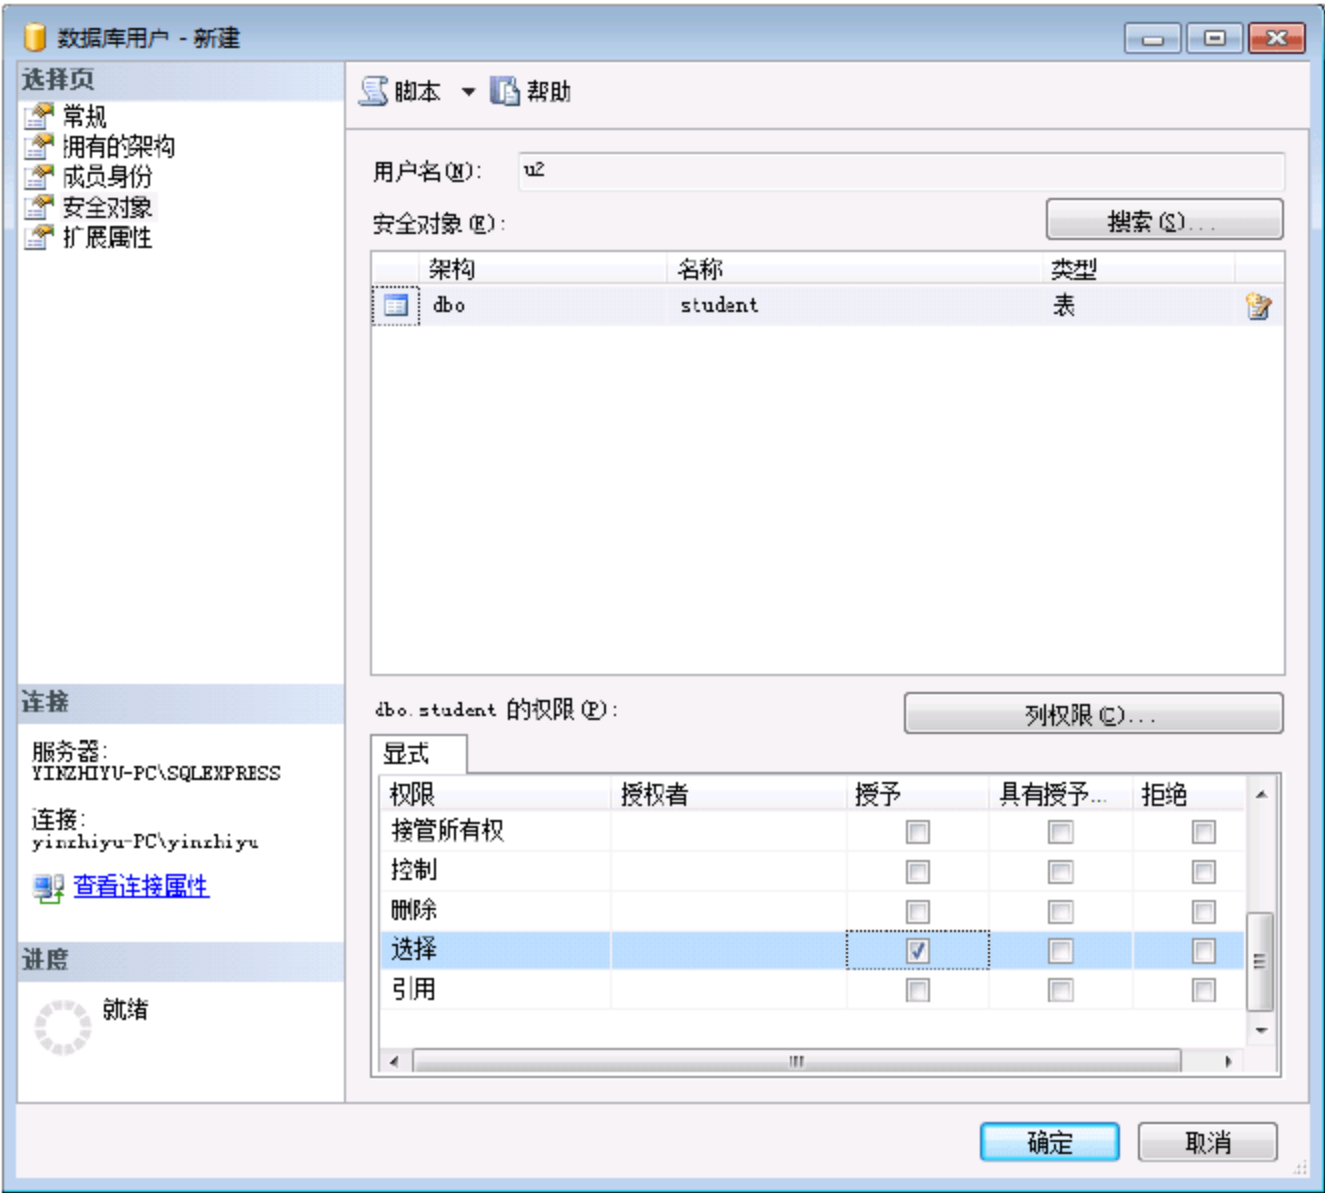 数据库用户 - 新建
选择页
常规
拥有的架构
成员身份
安全对象
扩展属性
脚本 帮助
用户名(N): u2
安全对象(E):
搜索(S)...
架构 名称 类型
dbo student 表
dbo.student 的权限(P):
列权限(C)...
显式
权限 授权者 授予 具有授予... 拒绝
接管所有权
控制
删除
选择
引用
连接
服务器:
YINZHIYU-PC\SQLEXPRESS
连接:
yinzhiyu-PC\yinzhiyu
查看连接属性
进度
就绪
确定 取消